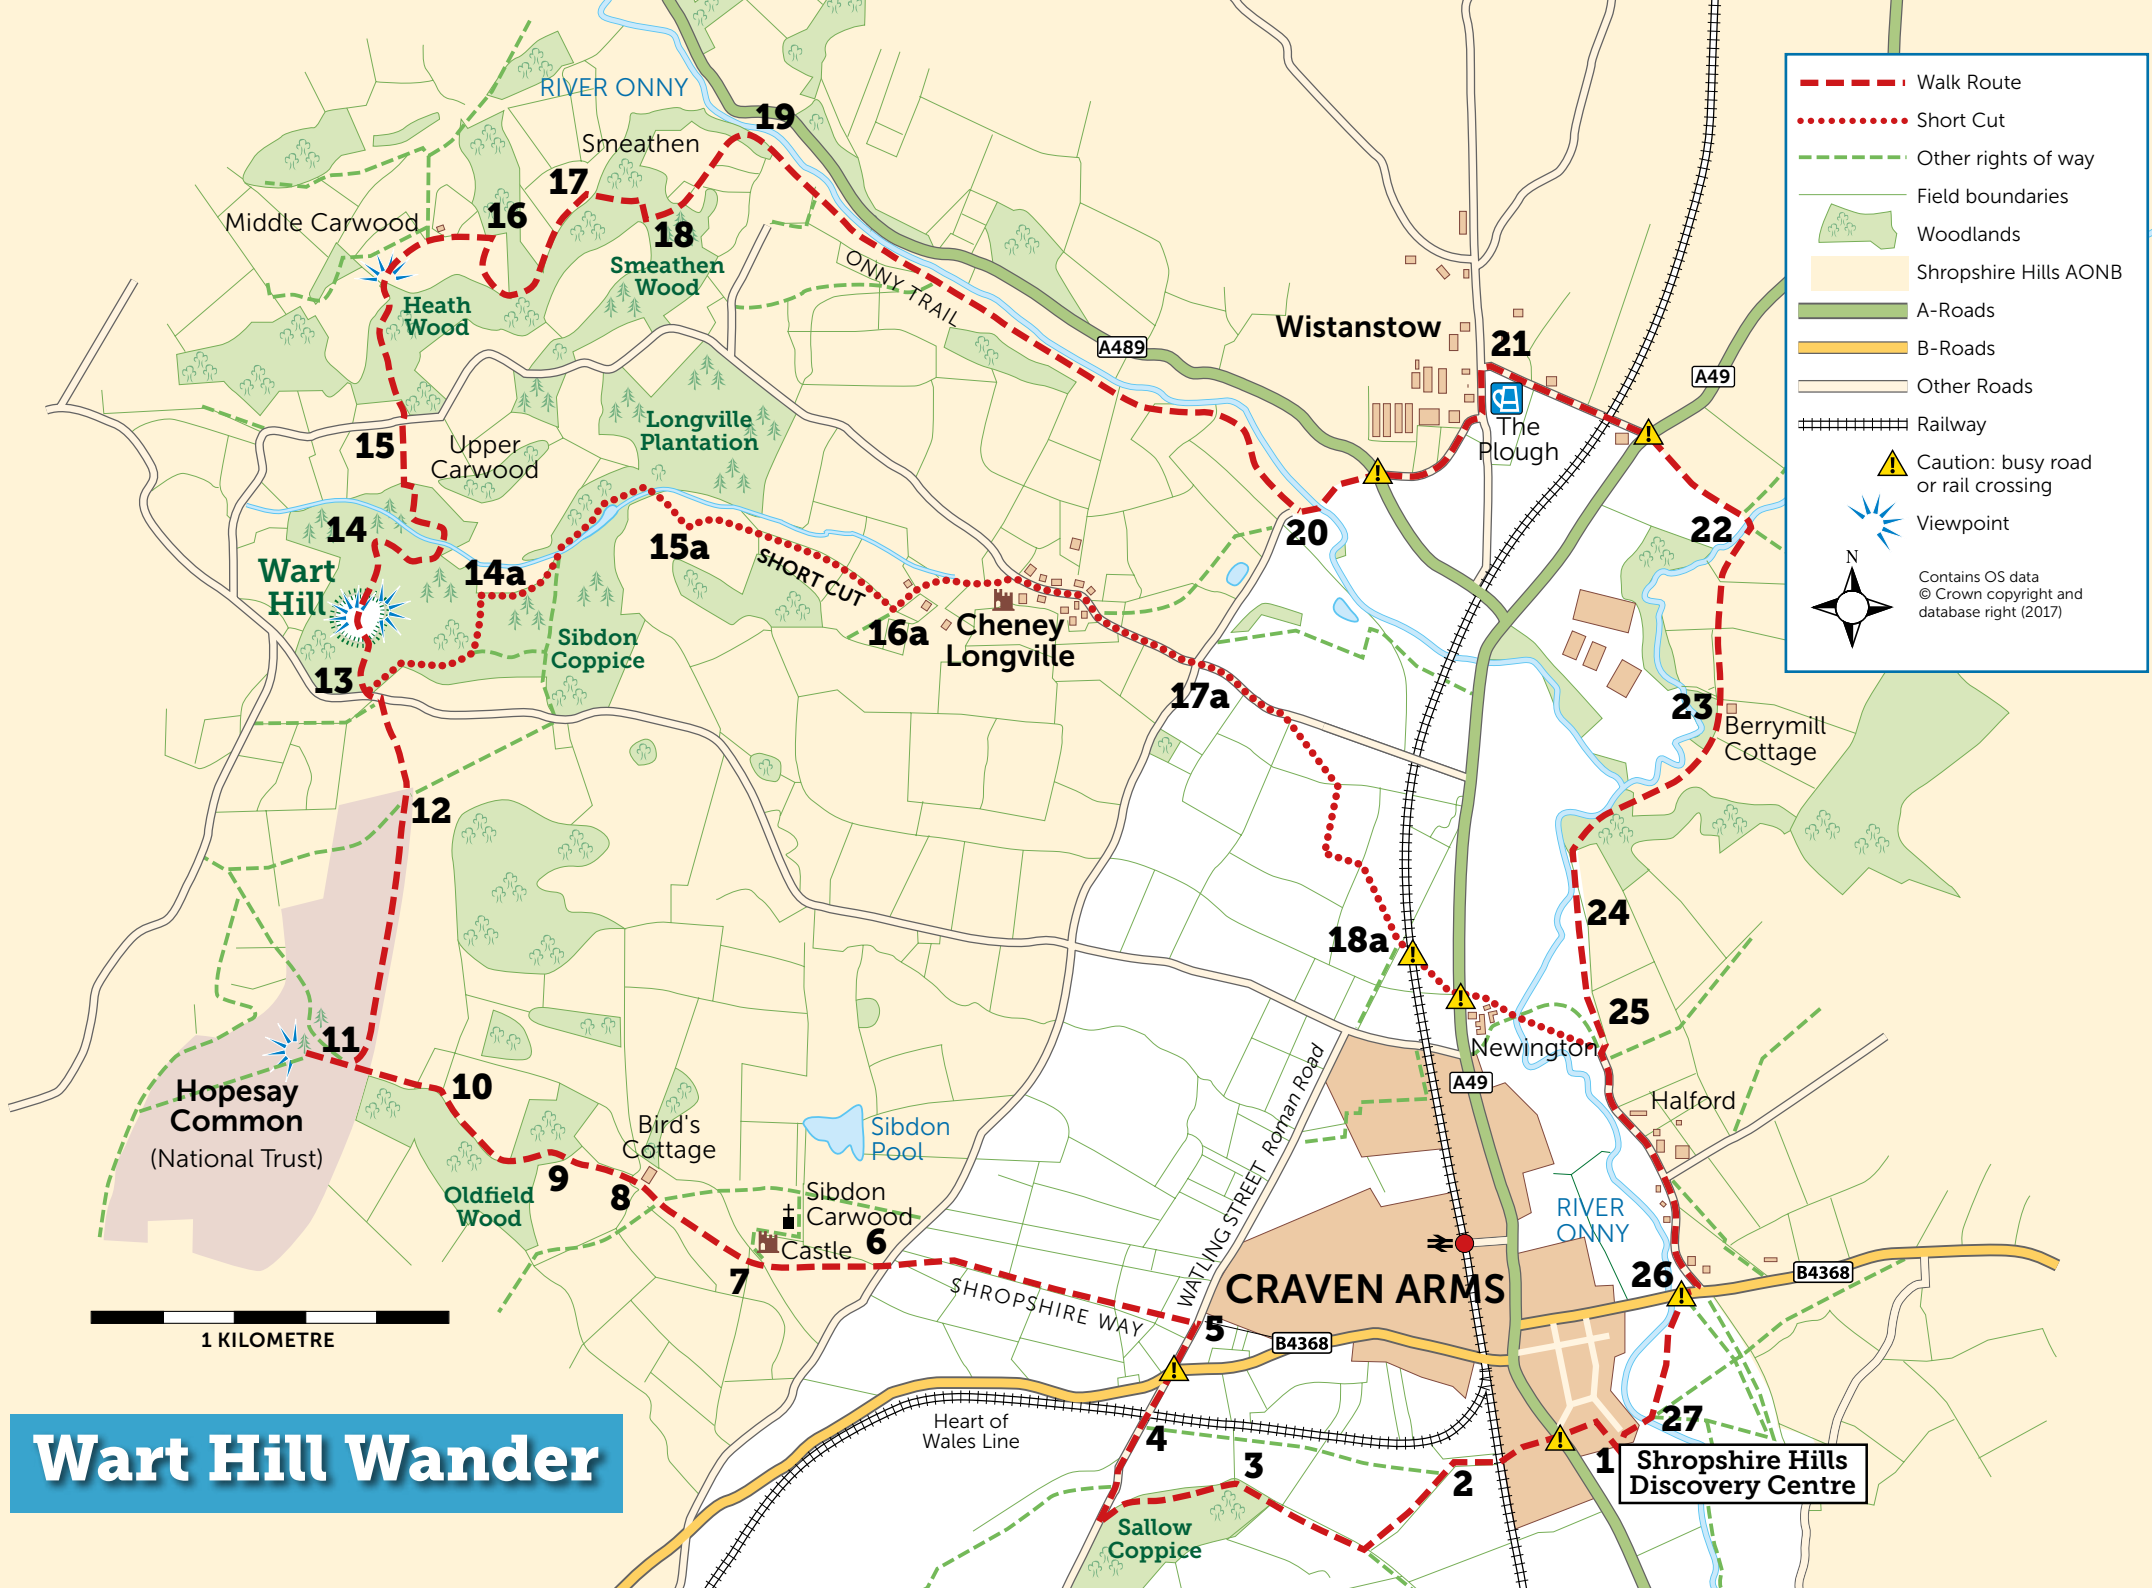 RIVER ONNY
19
Smeathen
17
16
Middle Carwood
18
Smeathen
Wood
Heath
Wood
ONNY TRAIL
Wistanstow
21
A489
A49
The
Plough
Longville
Plantation
15
Upper
Carwood
14
20
22
15a
14a
SHORT CUT
Wart
Hill
16a
Cheney
Longville
Sibdon
Coppice
13
17a
23
Berrymill
Cottage
12
24
18a
25
11
Newington
Hopesay
Common
(National Trust)
10
A49
Halford
Bird's
Cottage
Sibdon
Pool
WATLING STREET Roman Road
9
8
Oldfield
Wood
Sibdon
Carwood
Castle
6
7
RIVER
ONNY
SHROPSHIRE WAY
CRAVEN ARMS
26
B4368
5
B4368
1 KILOMETRE
Heart of
Wales Line
4
27
3
2
1
Shropshire Hills
Discovery Centre
Sallow
Coppice
Wart Hill Wander
Walk Route
Short Cut
Other rights of way
Field boundaries
Woodlands
Shropshire Hills AONB
A-Roads
B-Roads
Other Roads
Railway
Caution: busy road
or rail crossing
Viewpoint
N
Contains OS data
© Crown copyright and
database right (2017)